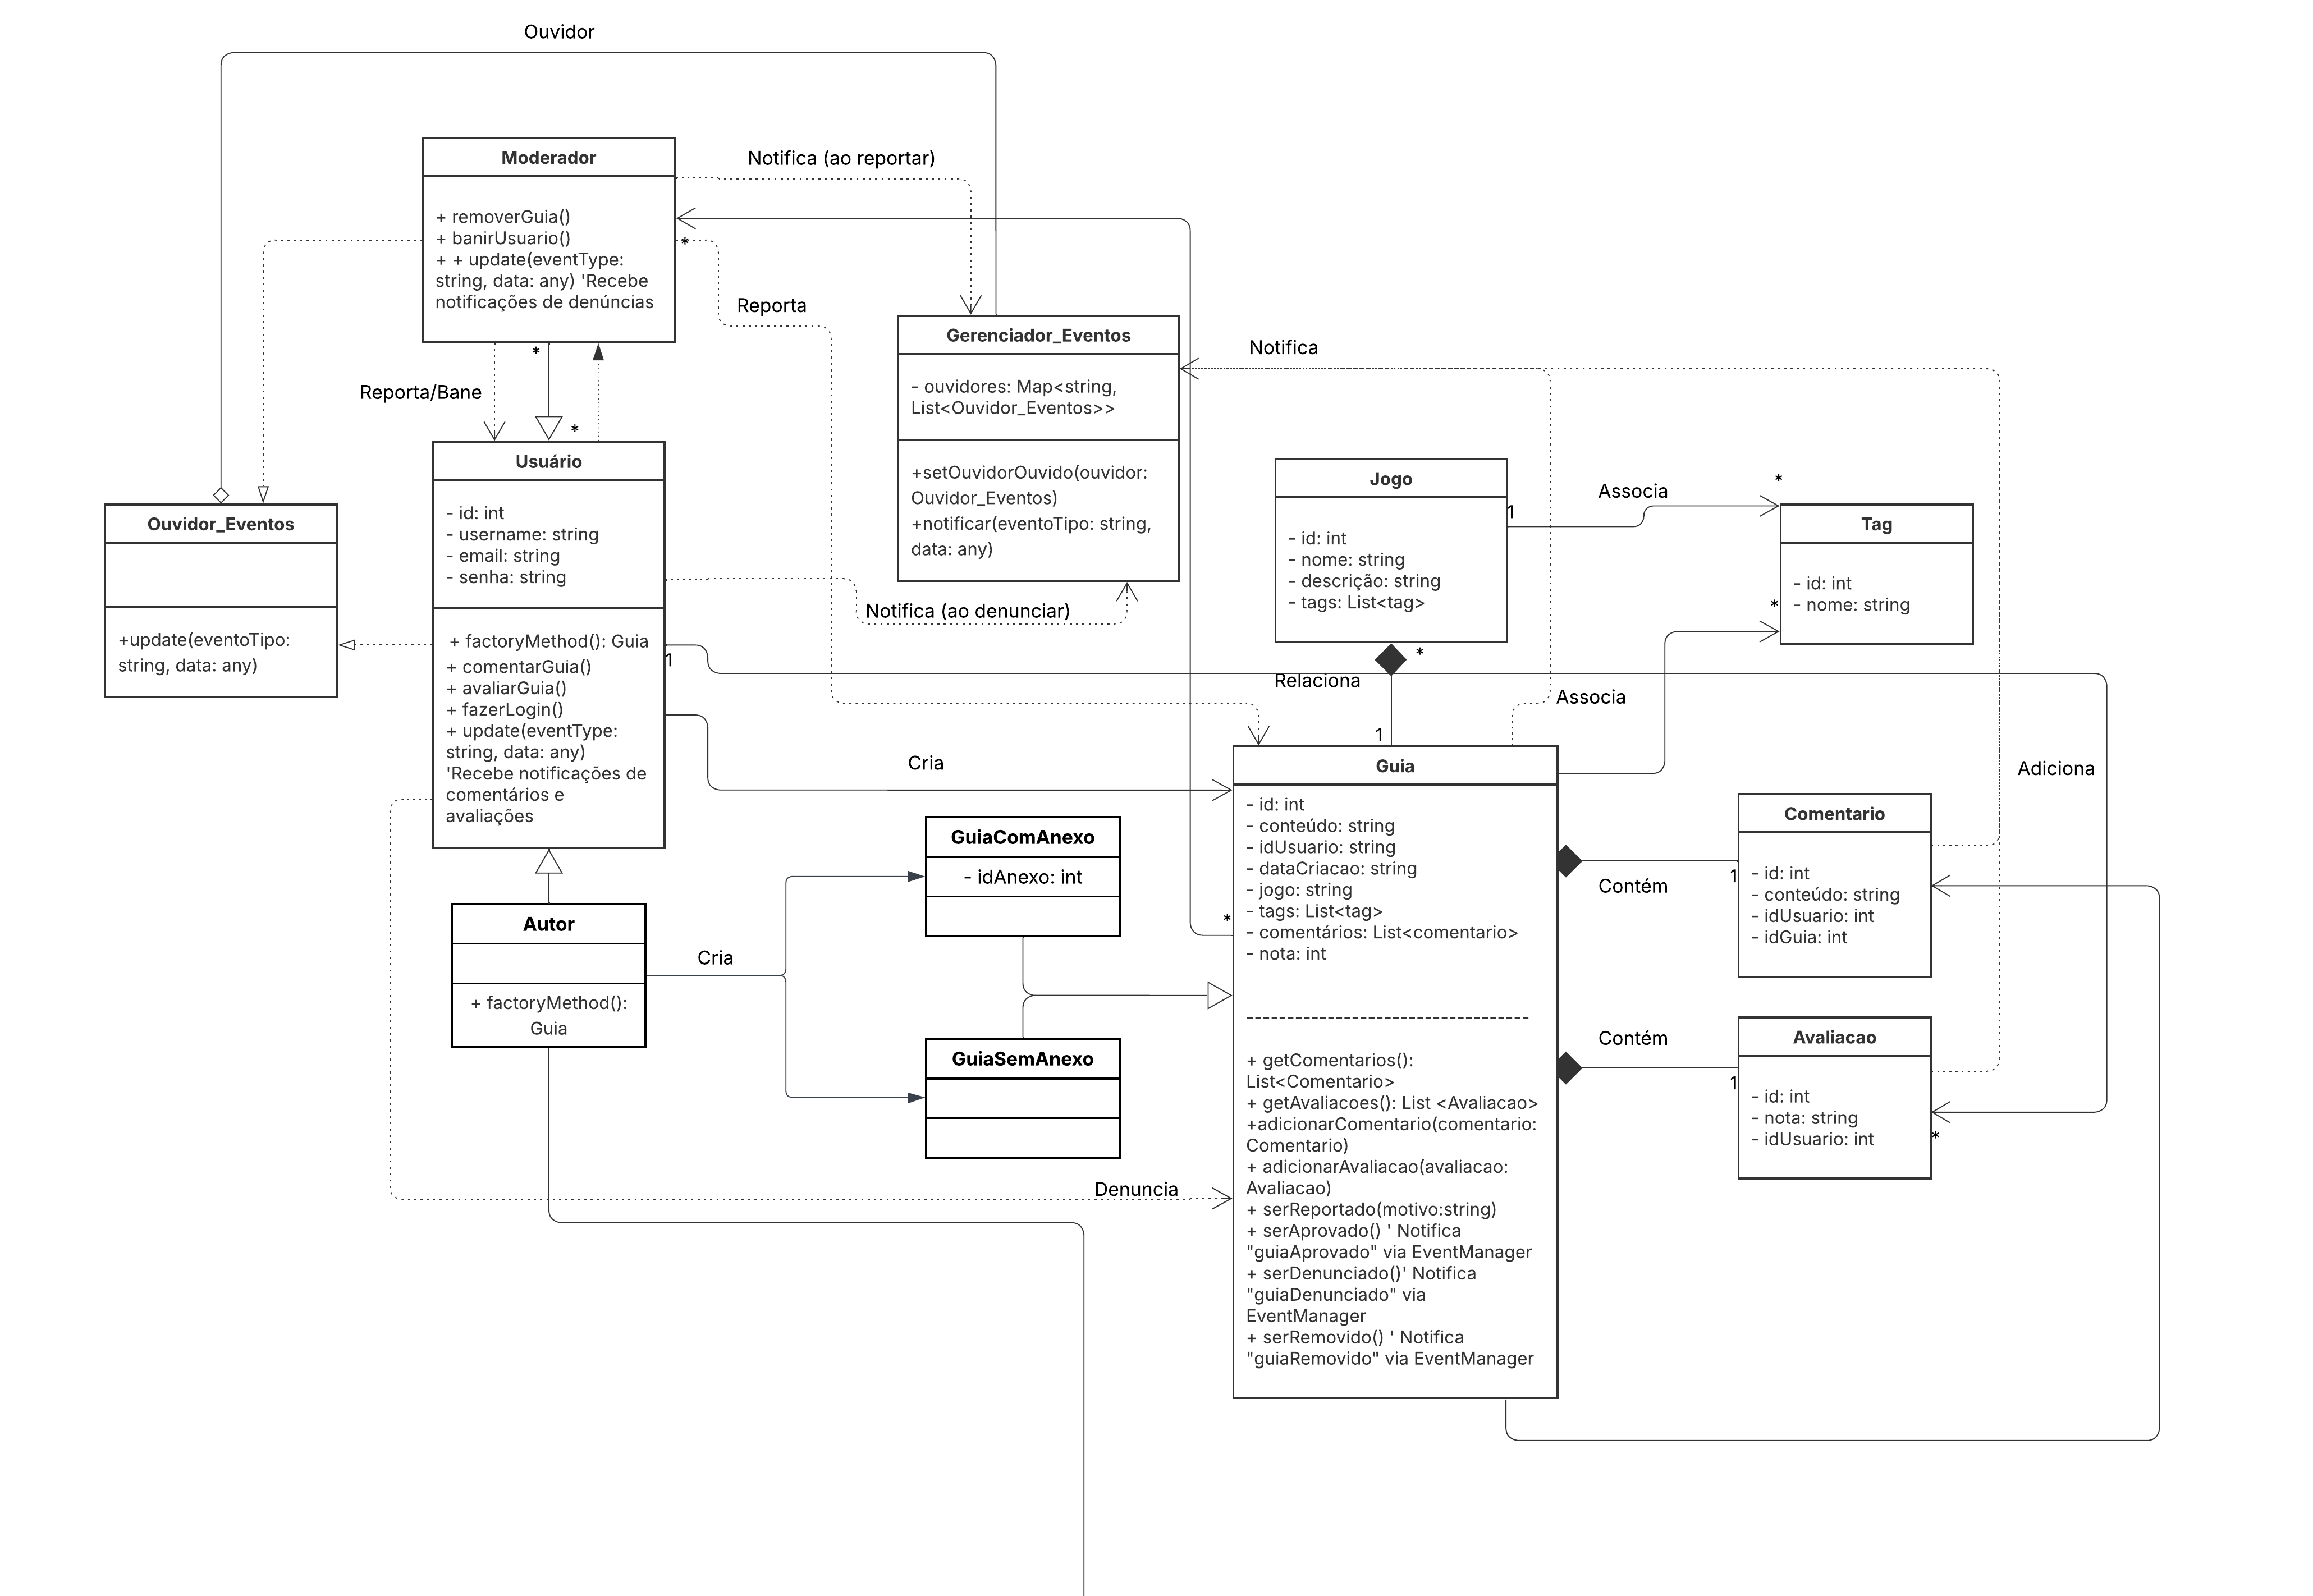 Ouvidor
Moderador
+ removerGuia()
+ banirUsuario()
+ + update(eventType:
string, data: any) 'Recebe
notificações de denúncias
Notifica (ao reportar)
*
Reporta
Reporta/Bane
*
*
Gerenciador_Eventos
- ouvidores: Map<string,
List<Ouvidor_Eventos>>
+setOuvidorOuvido(ouvidor:
Ouvidor_Eventos)
+notificar(eventoTipo: string,
data: any)
Notifica
Ouvidor_Eventos
+update(eventoTipo:
string, data: any)
Usuário
- id: int
- username: string
- email: string
- senha: string
+ factoryMethod(): Guia
+ comentarGuia()
+ avaliarGuia()
+ fazerLogin()
+ update(eventType:
string, data: any)
'Recebe notificações de
comentários e
avaliações
1
Notifica (ao denunciar)
Jogo
- id: int
- nome: string
- descrição: string
- tags: List<tag>
1
Associa
*
Tag
- id: int
- nome: string
*
*
Relaciona
1
Associa
Adiciona
Cria
Guia
- id: int
- conteúdo: string
- idUsuario: string
- dataCriacao: string
- jogo: string
- tags: List<tag>
- comentários: List<comentario>
- nota: int
-----------------------------------
+ getComentarios():
List<Comentario>
+ getAvaliacoes(): List <Avaliacao>
+adicionarComentario(comentario:
Comentario)
+ adicionarAvaliacao(avaliacao:
Avaliacao)
+ serReportado(motivo:string)
+ serAprovado() ' Notifica
"guiaAprovado" via EventManager
+ serDenunciado()' Notifica
"guiaDenunciado" via
EventManager
+ serRemovido() ' Notifica
"guiaRemovido" via EventManager
*
Contém
1
Comentario
- id: int
- conteúdo: string
- idUsuario: int
- idGuia: int
Contém
1
Avaliacao
- id: int
- nota: string
- idUsuario: int
*
Autor
+ factoryMethod():
Guia
Cria
GuiaComAnexo
- idAnexo: int
GuiaSemAnexo
Denuncia